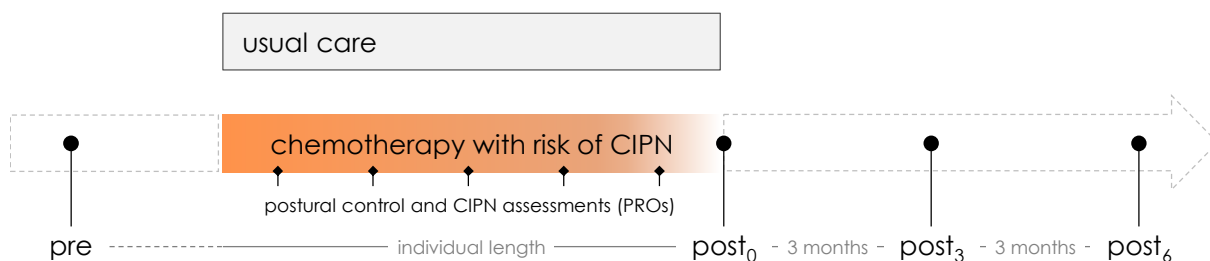 usual care
chemotherapy with risk of CIPN
postural control and CIPN assessments (PROs)
pre individual length post₀ 3 months post₃ 3 months post₆